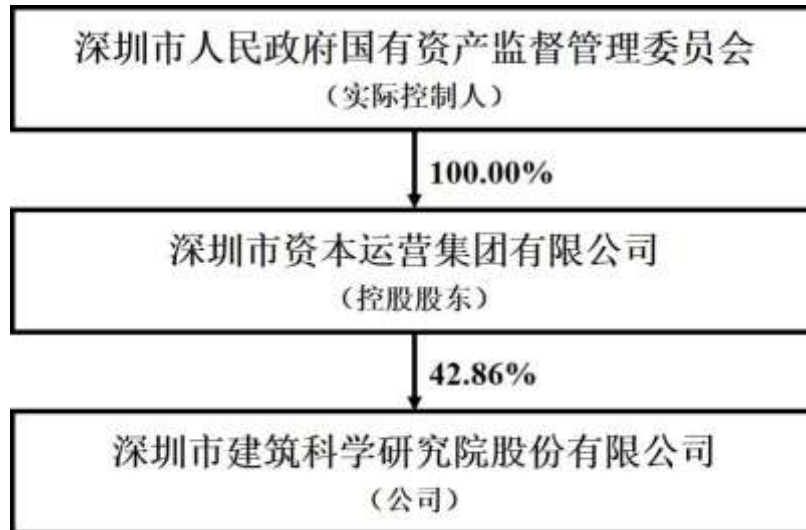 深圳市人民政府国有资产监督管理委员会
（实际控制人）
100.00%
深圳市资本运营集团有限公司
（控股股东）
42.86%
深圳市建筑科学研究院股份有限公司
（公司）